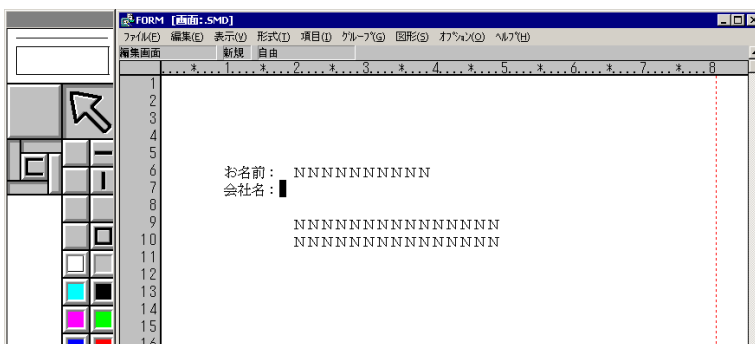 FORM [画面:.SMD]
ファイル(F) 編集(E) 表示(V) 形式(T) 項目(I) グループ(G) 図形(S) オプション(O) ヘルプ(H)
編集画面 新規 自由
....*....1....*....2....*....3....*....4....*....5....*....6....*....7....*....8
1
2
3
4
5
6 お名前： ＮＮＮＮＮＮＮＮＮＮ
7 会社名：
8
9 ＮＮＮＮＮＮＮＮＮＮＮＮＮＮＮ
10 ＮＮＮＮＮＮＮＮＮＮＮＮＮＮＮ
11
12
13
14
15
16